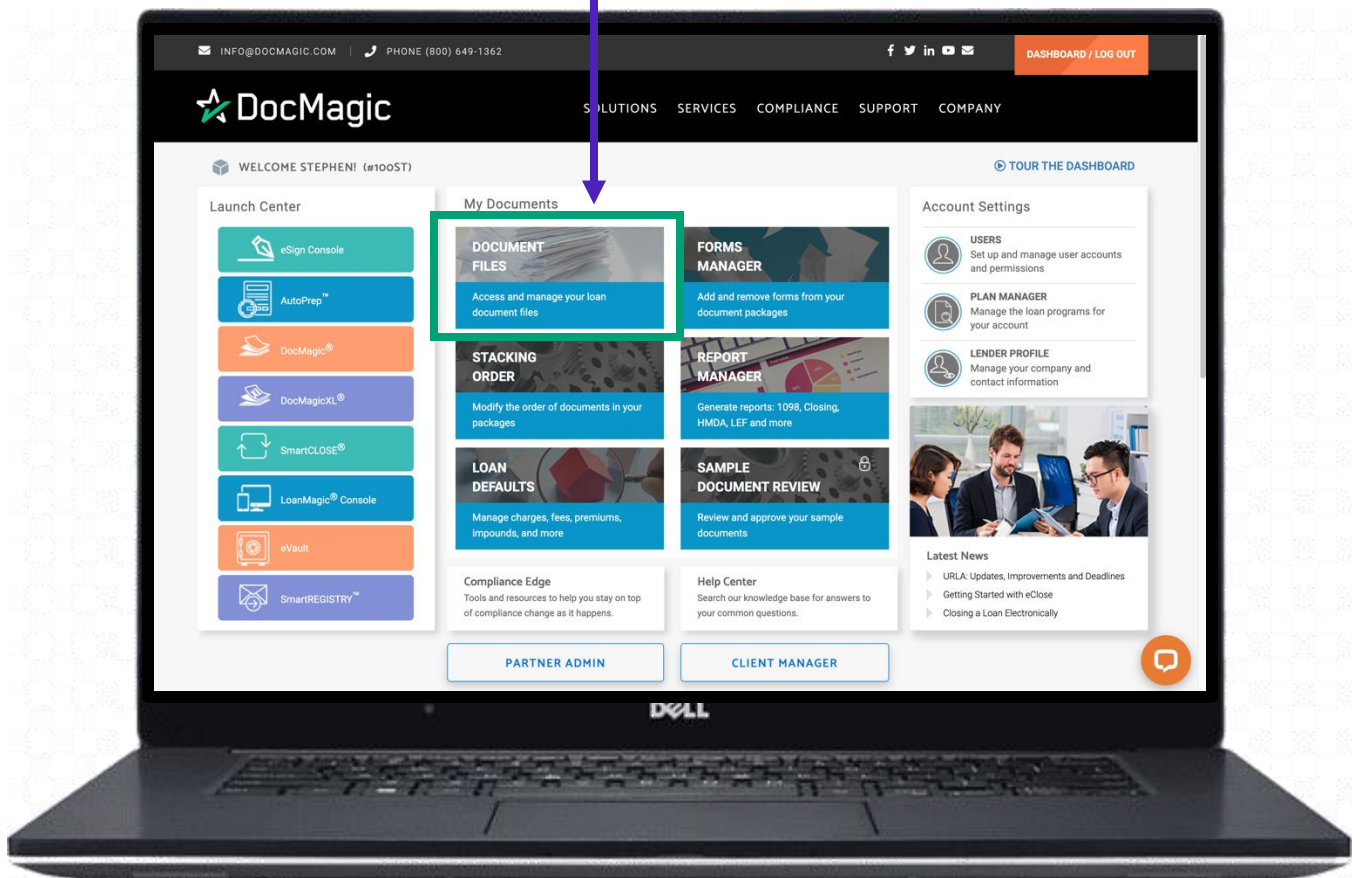 INFO@DOCMAGIC.COM | PHONE (800) 649-1362
DASHBOARD / LOG OUT
DocMagic
SOLUTIONS SERVICES COMPLIANCE SUPPORT COMPANY
WELCOME STEPHEN! (#100ST)
TOUR THE DASHBOARD
Launch Center
eSign Console
AutoPrep™
DocMagic®
DocMagicXL®
SmartCLOSE®
LoanMagic® Console
eVault
SmartREGISTRY™
My Documents
DOCUMENT
FILES
Access and manage your loan
document files
FORMS
MANAGER
Add and remove forms from your
document packages
STACKING
ORDER
Modify the order of documents in your
packages
REPORT
MANAGER
Generate reports: 1098, Closing,
HMDA, LEF and more
LOAN
DEFAULTS
Manage charges, fees, premiums,
impounds, and more
SAMPLE
DOCUMENT REVIEW
Review and approve your sample
documents
Compliance Edge
Tools and resources to help you stay on top
of compliance change as it happens.
Help Center
Search our knowledge base for answers to
your common questions.
PARTNER ADMIN
CLIENT MANAGER
Account Settings
USERS
Set up and manage user accounts
and permissions
PLAN MANAGER
Manage the loan programs for
your account
LENDER PROFILE
Manage your company and
contact information
Latest News
URLA: Updates, Improvements and Deadlines
Getting Started with eClose
Closing a Loan Electronically
DELL